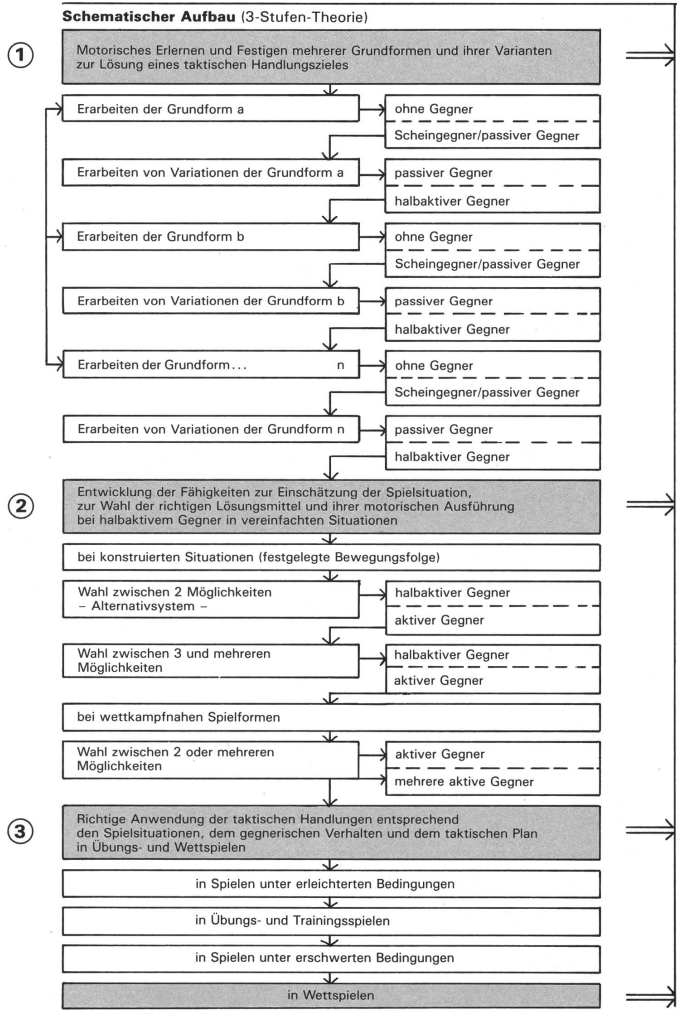 Schematischer Aufbau (3-Stufen-Theorie)
1
Motorisches Erlernen und Festigen mehrerer Grundformen und ihrer Varianten
zur Lösung eines taktischen Handlungszieles
Erarbeiten der Grundform a
ohne Gegner
Scheingegner/passiver Gegner
Erarbeiten von Variationen der Grundform a
passiver Gegner
halbaktiver Gegner
Erarbeiten der Grundform b
ohne Gegner
Scheingegner/passiver Gegner
Erarbeiten von Variationen der Grundform b
passiver Gegner
halbaktiver Gegner
Erarbeiten der Grundform... n
ohne Gegner
Scheingegner/passiver Gegner
Erarbeiten von Variationen der Grundform n
passiver Gegner
halbaktiver Gegner
2
Entwicklung der Fähigkeiten zur Einschätzung der Spielsituation,
zur Wahl der richtigen Lösungsmittel und ihrer motorischen Ausführung
bei halbaktivem Gegner in vereinfachten Situationen
bei konstruierten Situationen (festgelegte Bewegungsfolge)
Wahl zwischen 2 Möglichkeiten
– Alternativsystem –
halbaktiver Gegner
aktiver Gegner
Wahl zwischen 3 und mehreren
Möglichkeiten
halbaktiver Gegner
aktiver Gegner
bei wettkampfnahen Spielformen
Wahl zwischen 2 oder mehreren
Möglichkeiten
aktiver Gegner
mehrere aktive Gegner
3
Richtige Anwendung der taktischen Handlungen entsprechend
den Spielsituationen, dem gegnerischen Verhalten und dem taktischen Plan
in Übungs- und Wettspielen
in Spielen unter erleichterten Bedingungen
in Übungs- und Trainingsspielen
in Spielen unter erschwerten Bedingungen
in Wettspielen